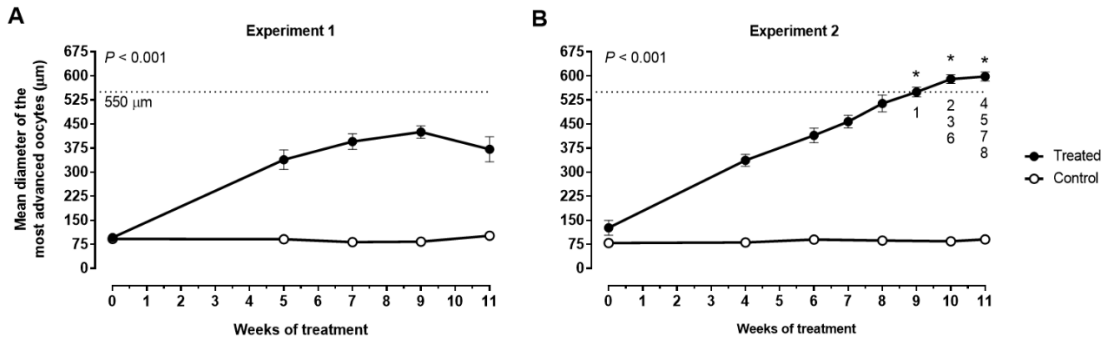 A
Experiment 1
Mean diameter of the
most advanced oocytes (μm)
675
600
525
450
375
300
225
150
75
0
P < 0.001
550 μm
0 1 2 3 4 5 6 7 8 9 10 11
Weeks of treatment
B
Experiment 2
675
600
525
450
375
300
225
150
75
0
P < 0.001
* * *
1 2 4
3 5
6 7
8
0 1 2 3 4 5 6 7 8 9 10 11
Weeks of treatment
Treated
Control